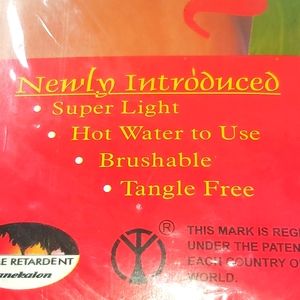 Newly Introduced
• Super Light
• Hot Water to Use
• Brushable
• Tangle Free
RETARDENT
®
THIS MARK IS REG
UNDER THE PATEN
EACH COUNTRY O
WORLD.